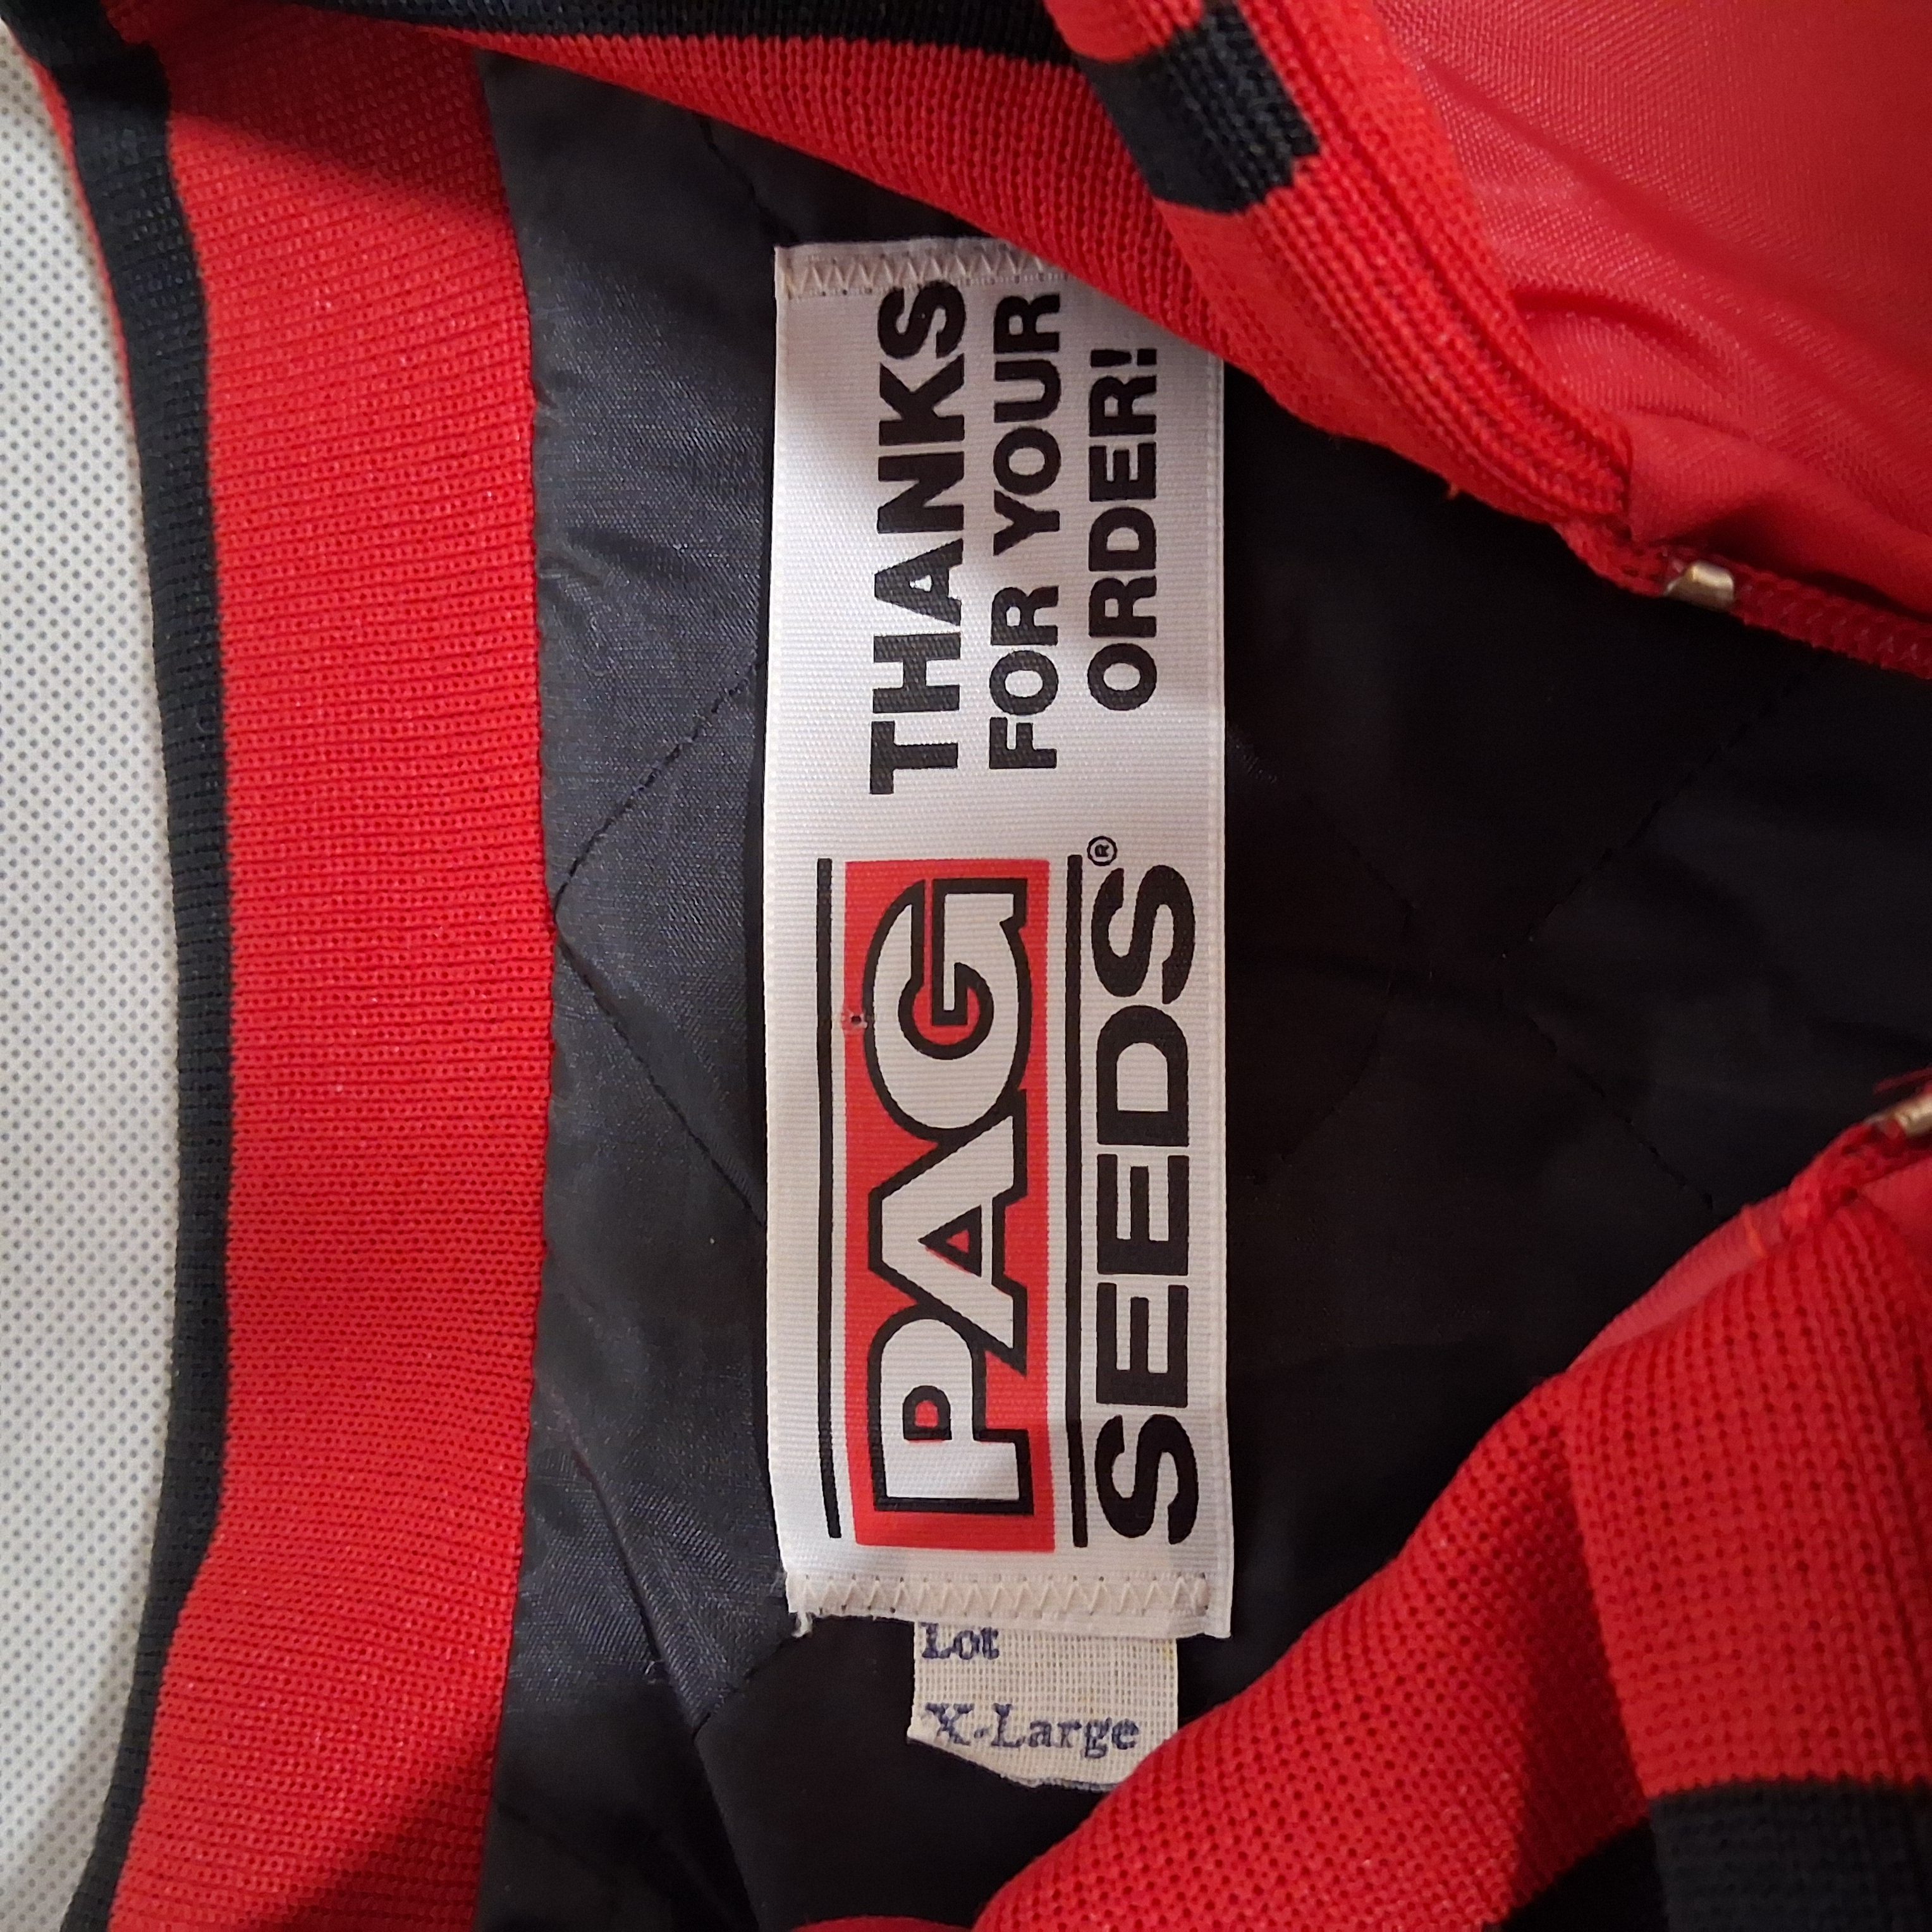 PAG
SEEDS®
THANKS
FOR YOUR
ORDER!
Lot
X-Large